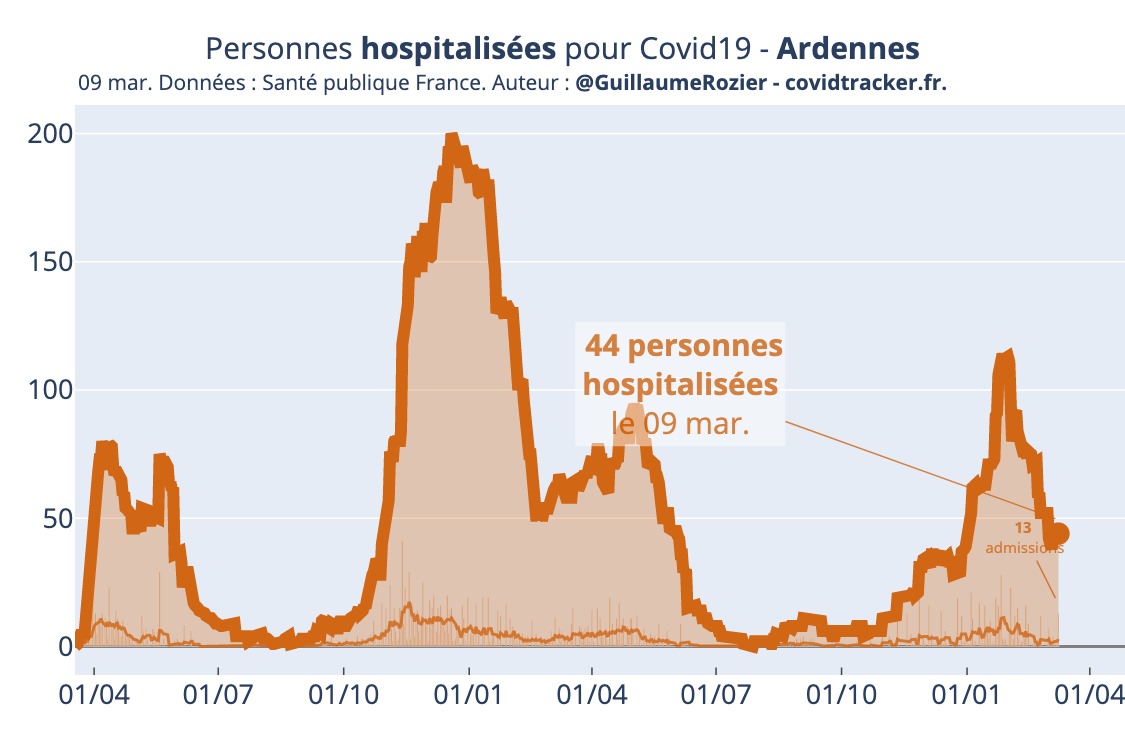 Personnes hospitalisées pour Covid19 - Ardennes
09 mar. Données : Santé publique France. Auteur : @GuillaumeRozier - covidtracker.fr.
200
150
100
50
0
44 personnes
hospitalisées
le 09 mar.
13
admissions
01/04 01/07 01/10 01/01 01/04 01/07 01/10 01/01 01/04